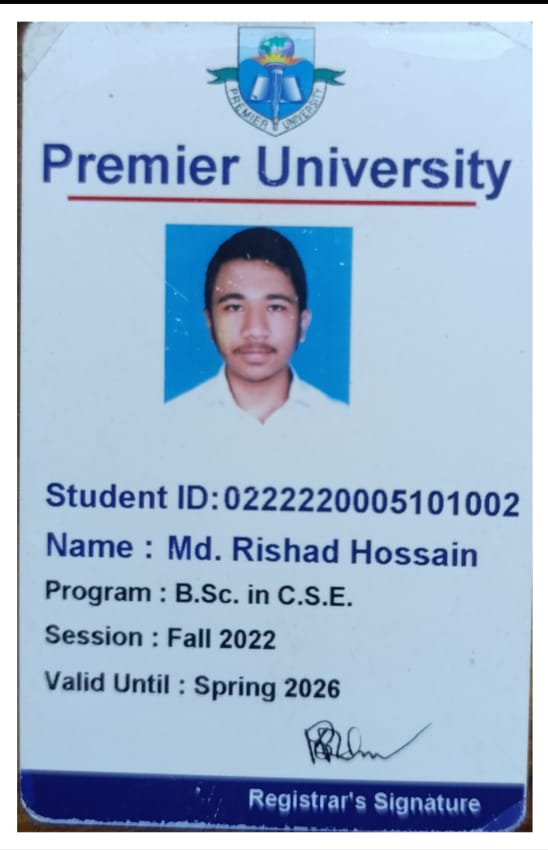 PREMIER UNIVERSITY
Premier University
Student ID:0222220005101002
Name : Md. Rishad Hossain
Program : B.Sc. in C.S.E.
Session : Fall 2022
Valid Until : Spring 2026
Registrar's Signature